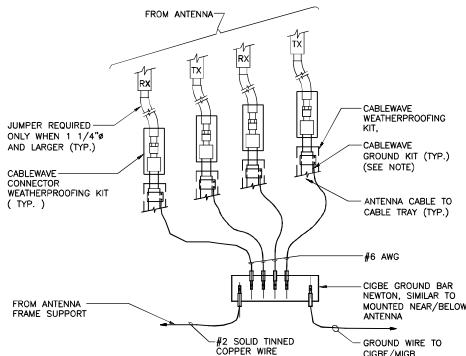 FROM ANTENNA
TX
RX
TX
RX
JUMPER REQUIRED
ONLY WHEN 1 1/4"ø
AND LARGER (TYP.)
CABLEWAVE
CONNECTOR
WEATHERPROOFING KIT
( TYP. )
CABLEWAVE
WEATHERPROOFING
KIT,
CABLEWAVE
GROUND KIT (TYP.)
(SEE NOTE)
ANTENNA CABLE TO
CABLE TRAY (TYP.)
#6 AWG
CIGBE GROUND BAR
NEWTON, SIMILAR TO
MOUNTED NEAR/BELOW
ANTENNA
FROM ANTENNA
FRAME SUPPORT
#2 SOLID TINNED
COPPER WIRE
GROUND WIRE TO
CIGBE/MIGB